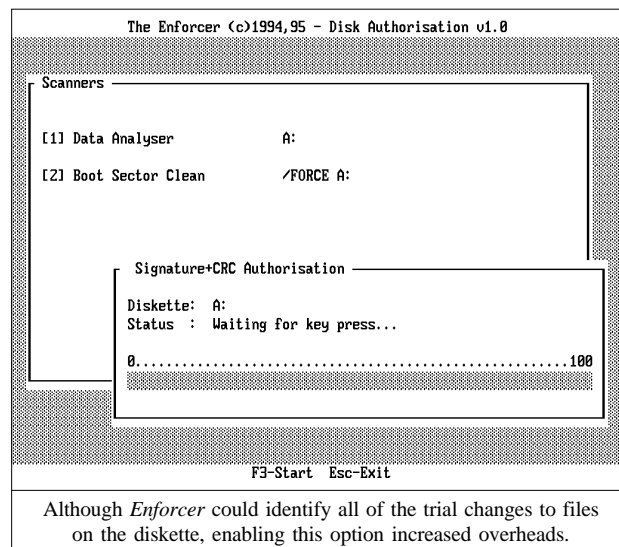 The Enforcer (c)1994,95 - Disk Authorisation v1.0
Scanners
[1] Data Analyser A:
[2] Boot Sector Clean /FORCE A:
Signature+CRC Authorisation
Diskette: A:
Status : Waiting for key press...
0......................................................100
F3-Start Esc-Exit
Although Enforcer could identify all of the trial changes to files
on the diskette, enabling this option increased overheads.